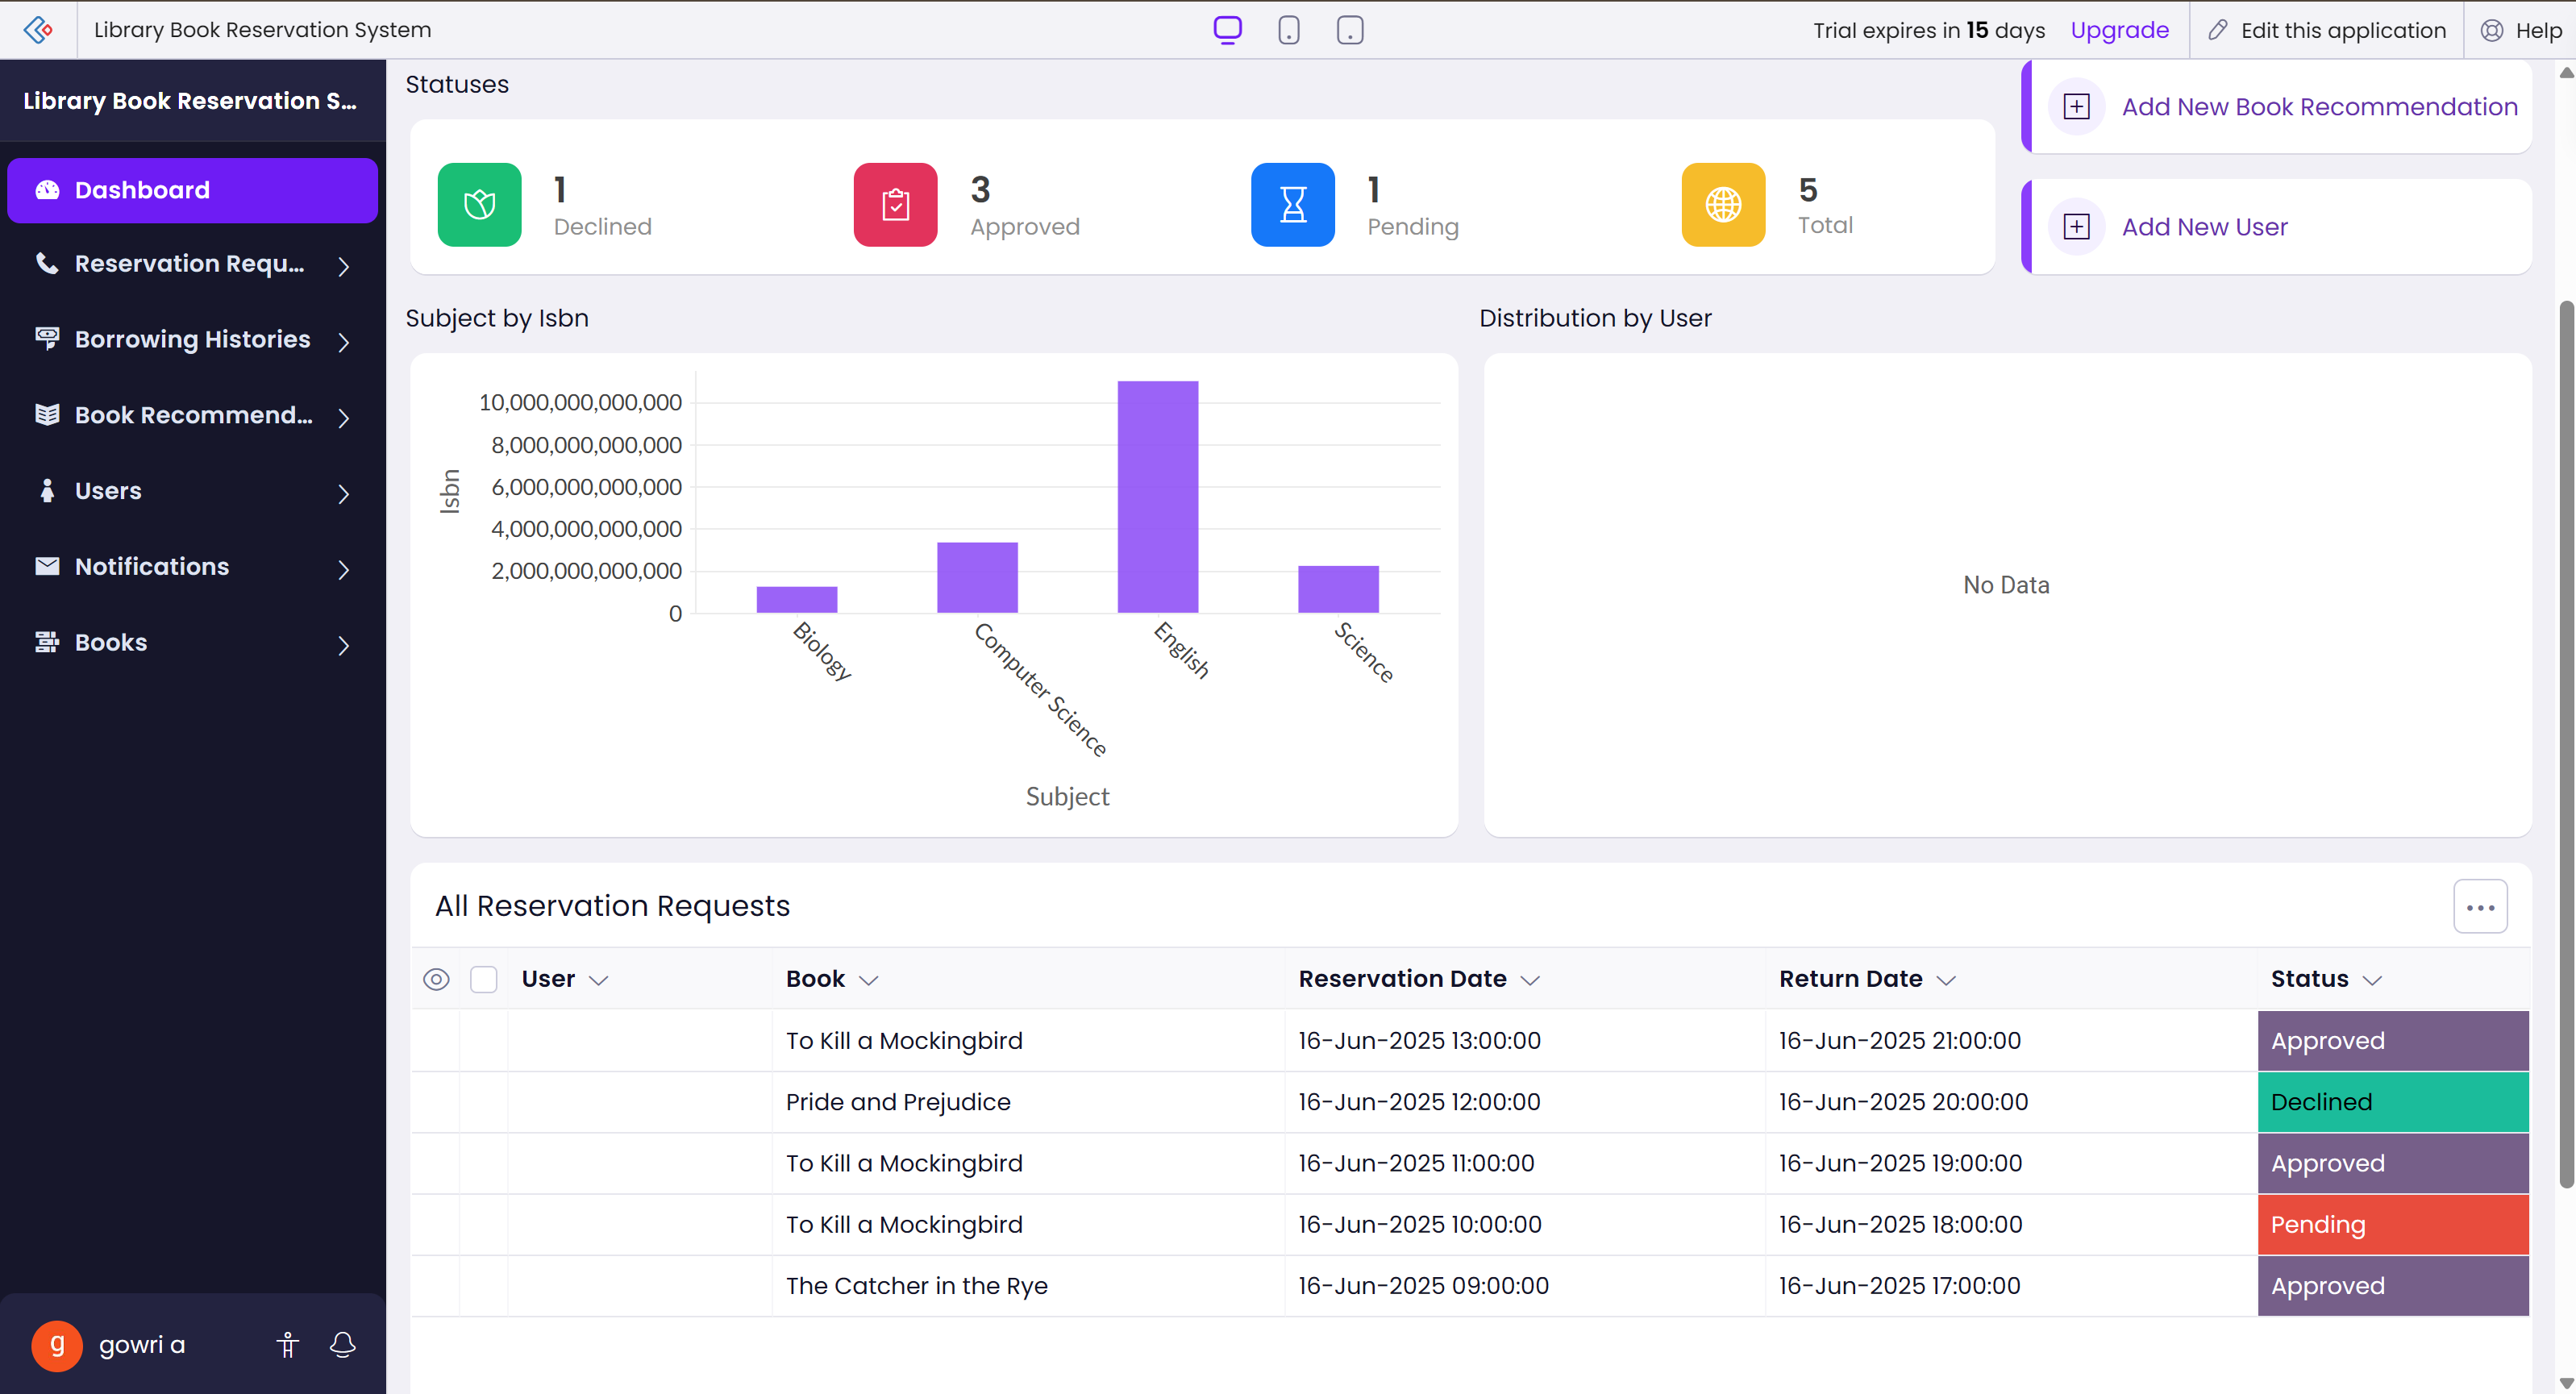 Library Book Reservation System
Trial expires in 15 days Upgrade Edit this application Help
Library Book Reservation S...
Dashboard
Reservation Requ...
Borrowing Histories
Book Recommend...
Users
Notifications
Books
g gowri a
Statuses
1 Declined
3 Approved
1 Pending
5 Total
Add New Book Recommendation
Add New User
Subject by Isbn
10,000,000,000,000
8,000,000,000,000
6,000,000,000,000
4,000,000,000,000
2,000,000,000,000
0
Isbn
Biology
Computer Science
English
Science
Subject
Distribution by User
No Data
All Reservation Requests
...
User Book Reservation Date Return Date Status
To Kill a Mockingbird 16-Jun-2025 13:00:00 16-Jun-2025 21:00:00 Approved
Pride and Prejudice 16-Jun-2025 12:00:00 16-Jun-2025 20:00:00 Declined
To Kill a Mockingbird 16-Jun-2025 11:00:00 16-Jun-2025 19:00:00 Approved
To Kill a Mockingbird 16-Jun-2025 10:00:00 16-Jun-2025 18:00:00 Pending
The Catcher in the Rye 16-Jun-2025 09:00:00 16-Jun-2025 17:00:00 Approved